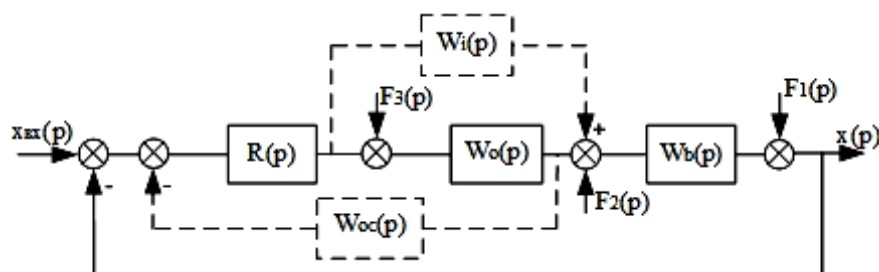 Wi(p)
F3(p)
F1(p)
xвх(p)
x(p)
R(p)
Wo(p)
Wb(p)
+
-
-
F2(p)
Woc(p)